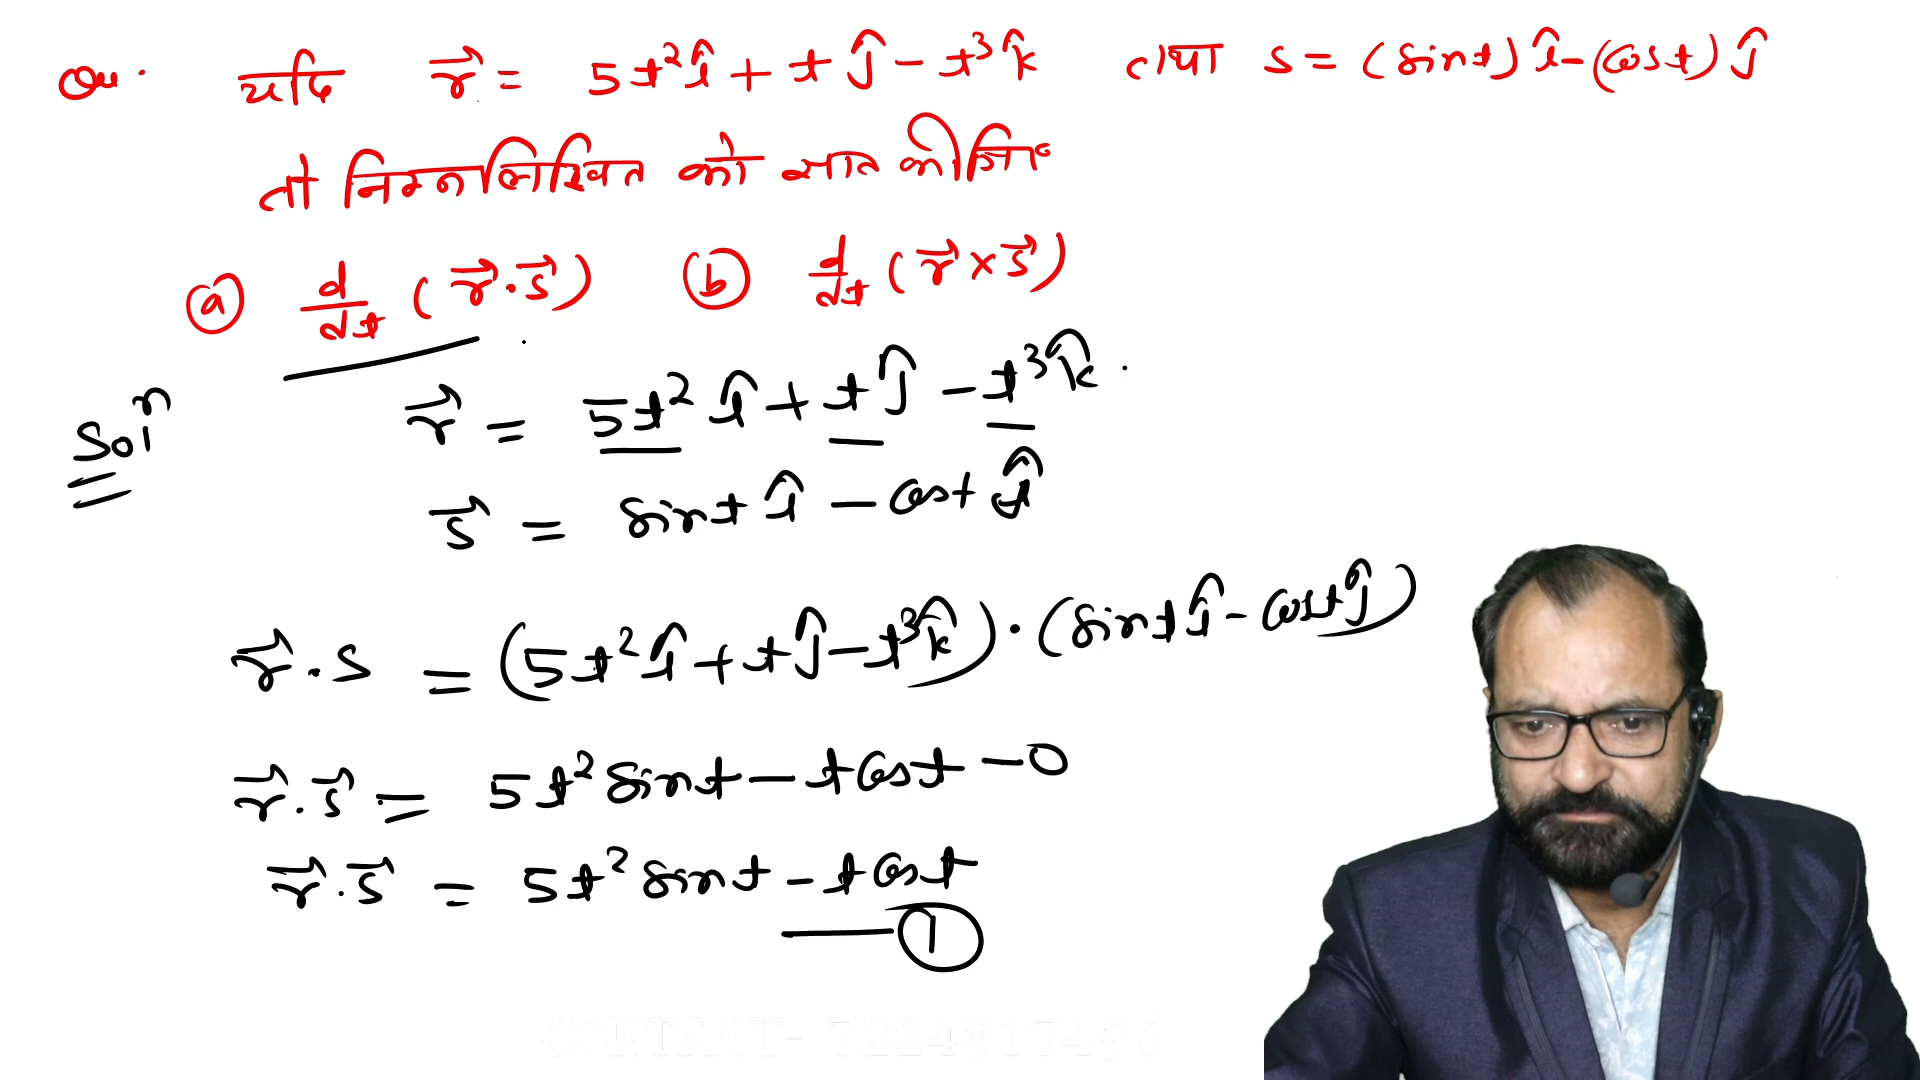 Qu. यदि r⃗ = 5t²î + tĵ - t³k̂ तथा s = (sint)î - (cost)ĵ
तो निम्नलिखित को ज्ञात कीजिए
(a) d/dt (r⃗.s⃗) (b) d/dt (r⃗×s⃗)
Solⁿ r⃗ = 5t²î + tĵ - t³k̂.
s⃗ = sint î - cost ĵ
r⃗.s = (5t²î + tĵ - t³k̂).(sint î - cost ĵ)
r⃗.s⃗ = 5t² sint - t cost - 0
r⃗.s⃗ = 5t² sint - t cost
— (1)